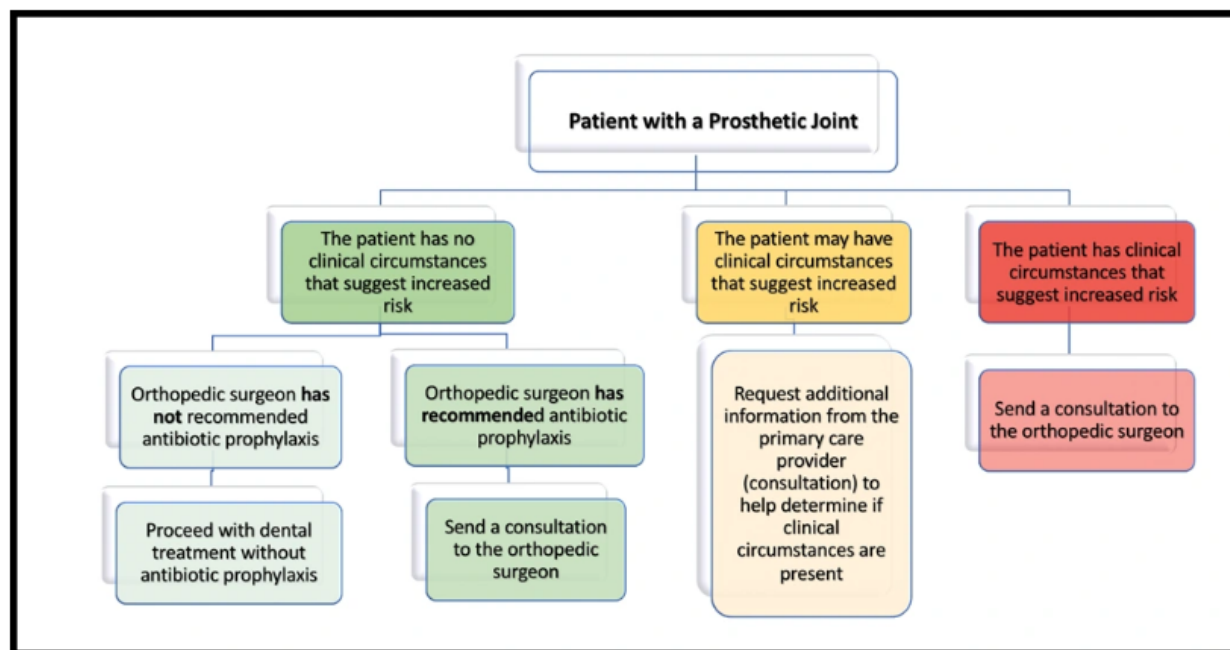 Patient with a Prosthetic Joint
The patient has no
clinical circumstances
that suggest increased
risk
The patient may have
clinical circumstances
that suggest increased
risk
The patient has clinical
circumstances that
suggest increased risk
Orthopedic surgeon has
not recommended
antibiotic prophylaxis
Orthopedic surgeon has
recommended antibiotic
prophylaxis
Request additional
information from the
primary care
provider
(consultation) to
help determine if
clinical
circumstances are
present
Send a consultation to
the orthopedic surgeon
Proceed with dental
treatment without
antibiotic prophylaxis
Send a consultation
to the orthopedic
surgeon